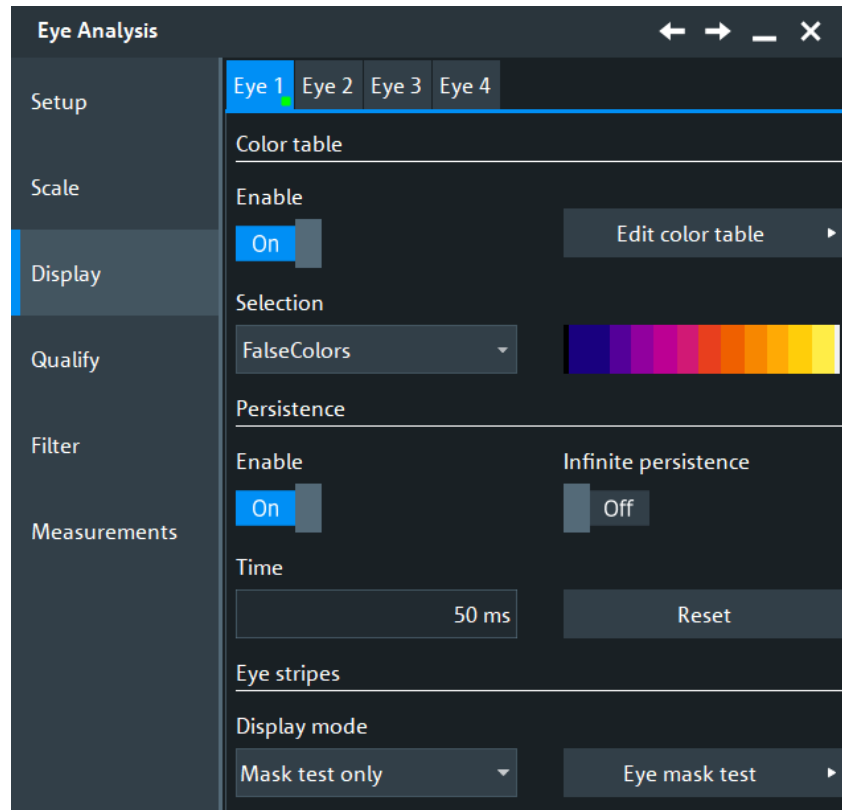 Eye Analysis
Setup
Scale
Display
Qualify
Filter
Measurements
Eye 1 Eye 2 Eye 3 Eye 4
Color table
Enable
On
Edit color table
Selection
FalseColors
Persistence
Enable
Infinite persistence
On
Off
Time
50 ms
Reset
Eye stripes
Display mode
Mask test only
Eye mask test